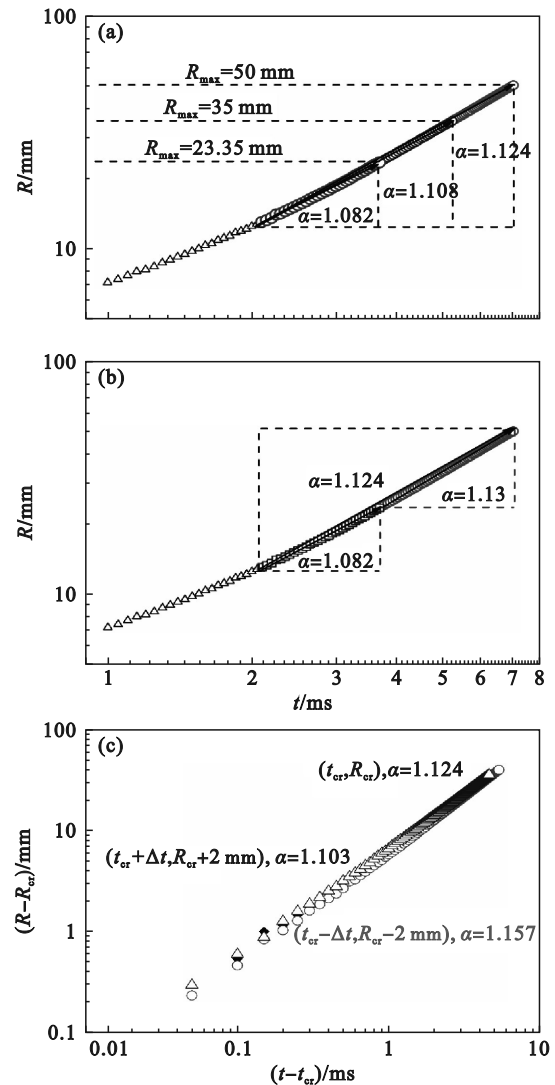 (a)
100
R_max=50 mm
R_max=35 mm
R_max=23.35 mm
α=1.124
α=1.108
α=1.082
10
R/mm
(b)
100
α=1.124
α=1.13
α=1.082
10
R/mm
1 2 3 4 5 6 7 8
t/ms
(c)
100
(t_cr,R_cr),α=1.124
10
(t_cr+Δt,R_cr+2 mm), α=1.103
1
(t_cr−Δt,R_cr−2 mm), α=1.157
0.1
(R−R_cr)/mm
0.01 0.1 1 10
(t−t_cr)/ms